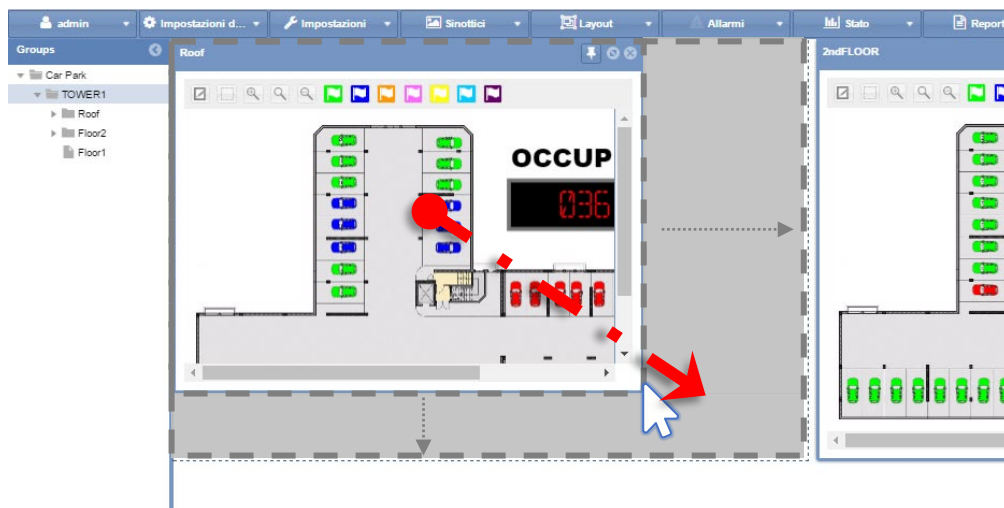 admin Impostazioni d... Impostazioni Sinottici Layout Allarmi Stato Report
Groups
Car Park
TOWER1
Roof
Floor2
Floor1
Roof
OCCUP
036
2ndFLOOR